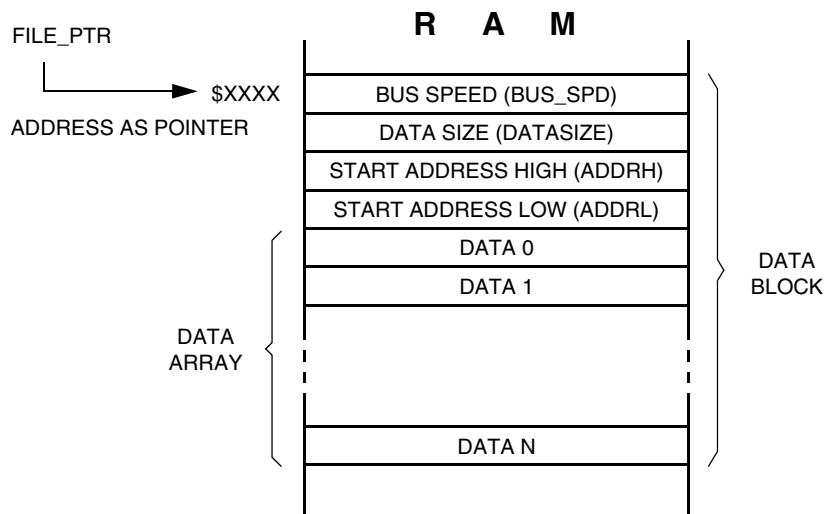 R A M
FILE_PTR
$XXXX
ADDRESS AS POINTER
BUS SPEED (BUS_SPD)
DATA SIZE (DATASIZE)
START ADDRESS HIGH (ADDRH)
START ADDRESS LOW (ADDRL)
DATA 0
DATA 1
DATA N
DATA
ARRAY
DATA
BLOCK